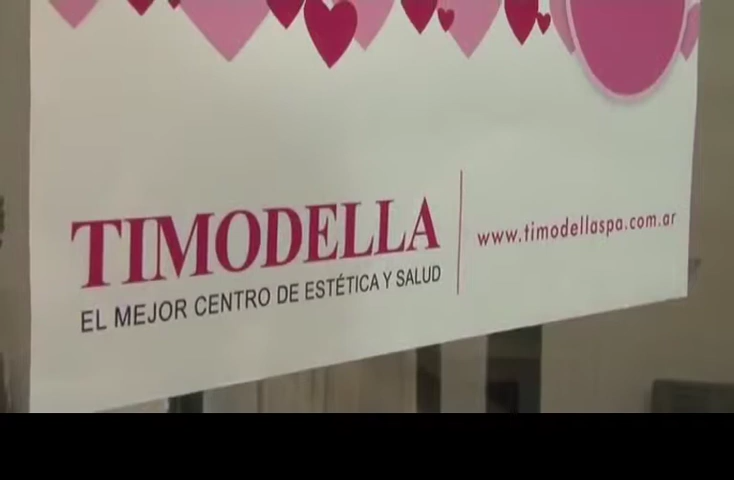 TIMODELLA
EL MEJOR CENTRO DE ESTÉTICA Y SALUD
www.timodellaspa.com.ar